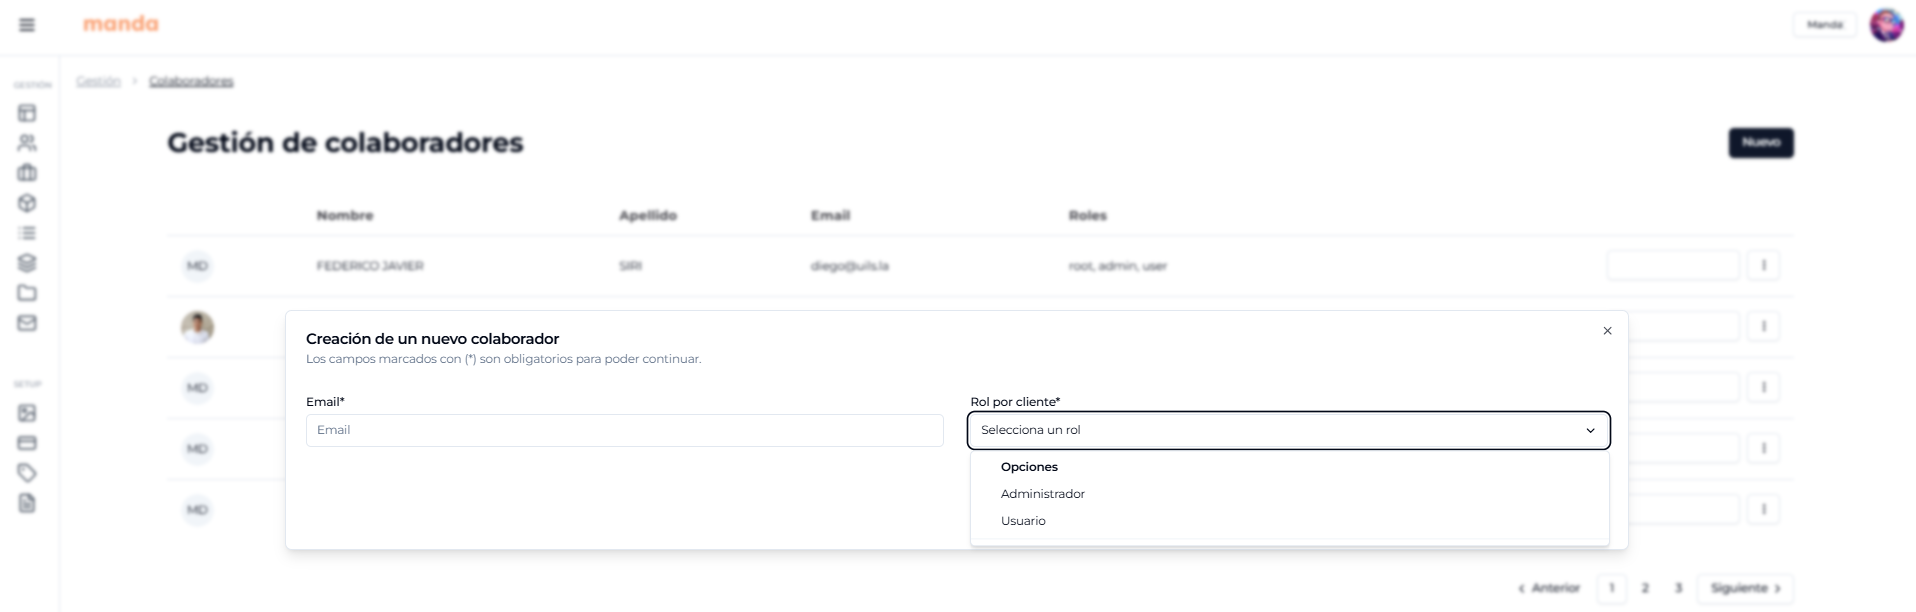 manda
Manda
GESTIÓN
Gestión
Colaboradores
Gestión de colaboradores
Nuevo
Nombre Apellido Email Roles
MD FEDERICO JAVIER SIRI diego@uils.la root, admin, user
Creación de un nuevo colaborador
Los campos marcados con (*) son obligatorios para poder continuar.
Email*
Email
Rol por cliente*
Selecciona un rol
Opciones
Administrador
Usuario
SETUP
MD
MD
MD
Anterior 1 2 3 Siguiente